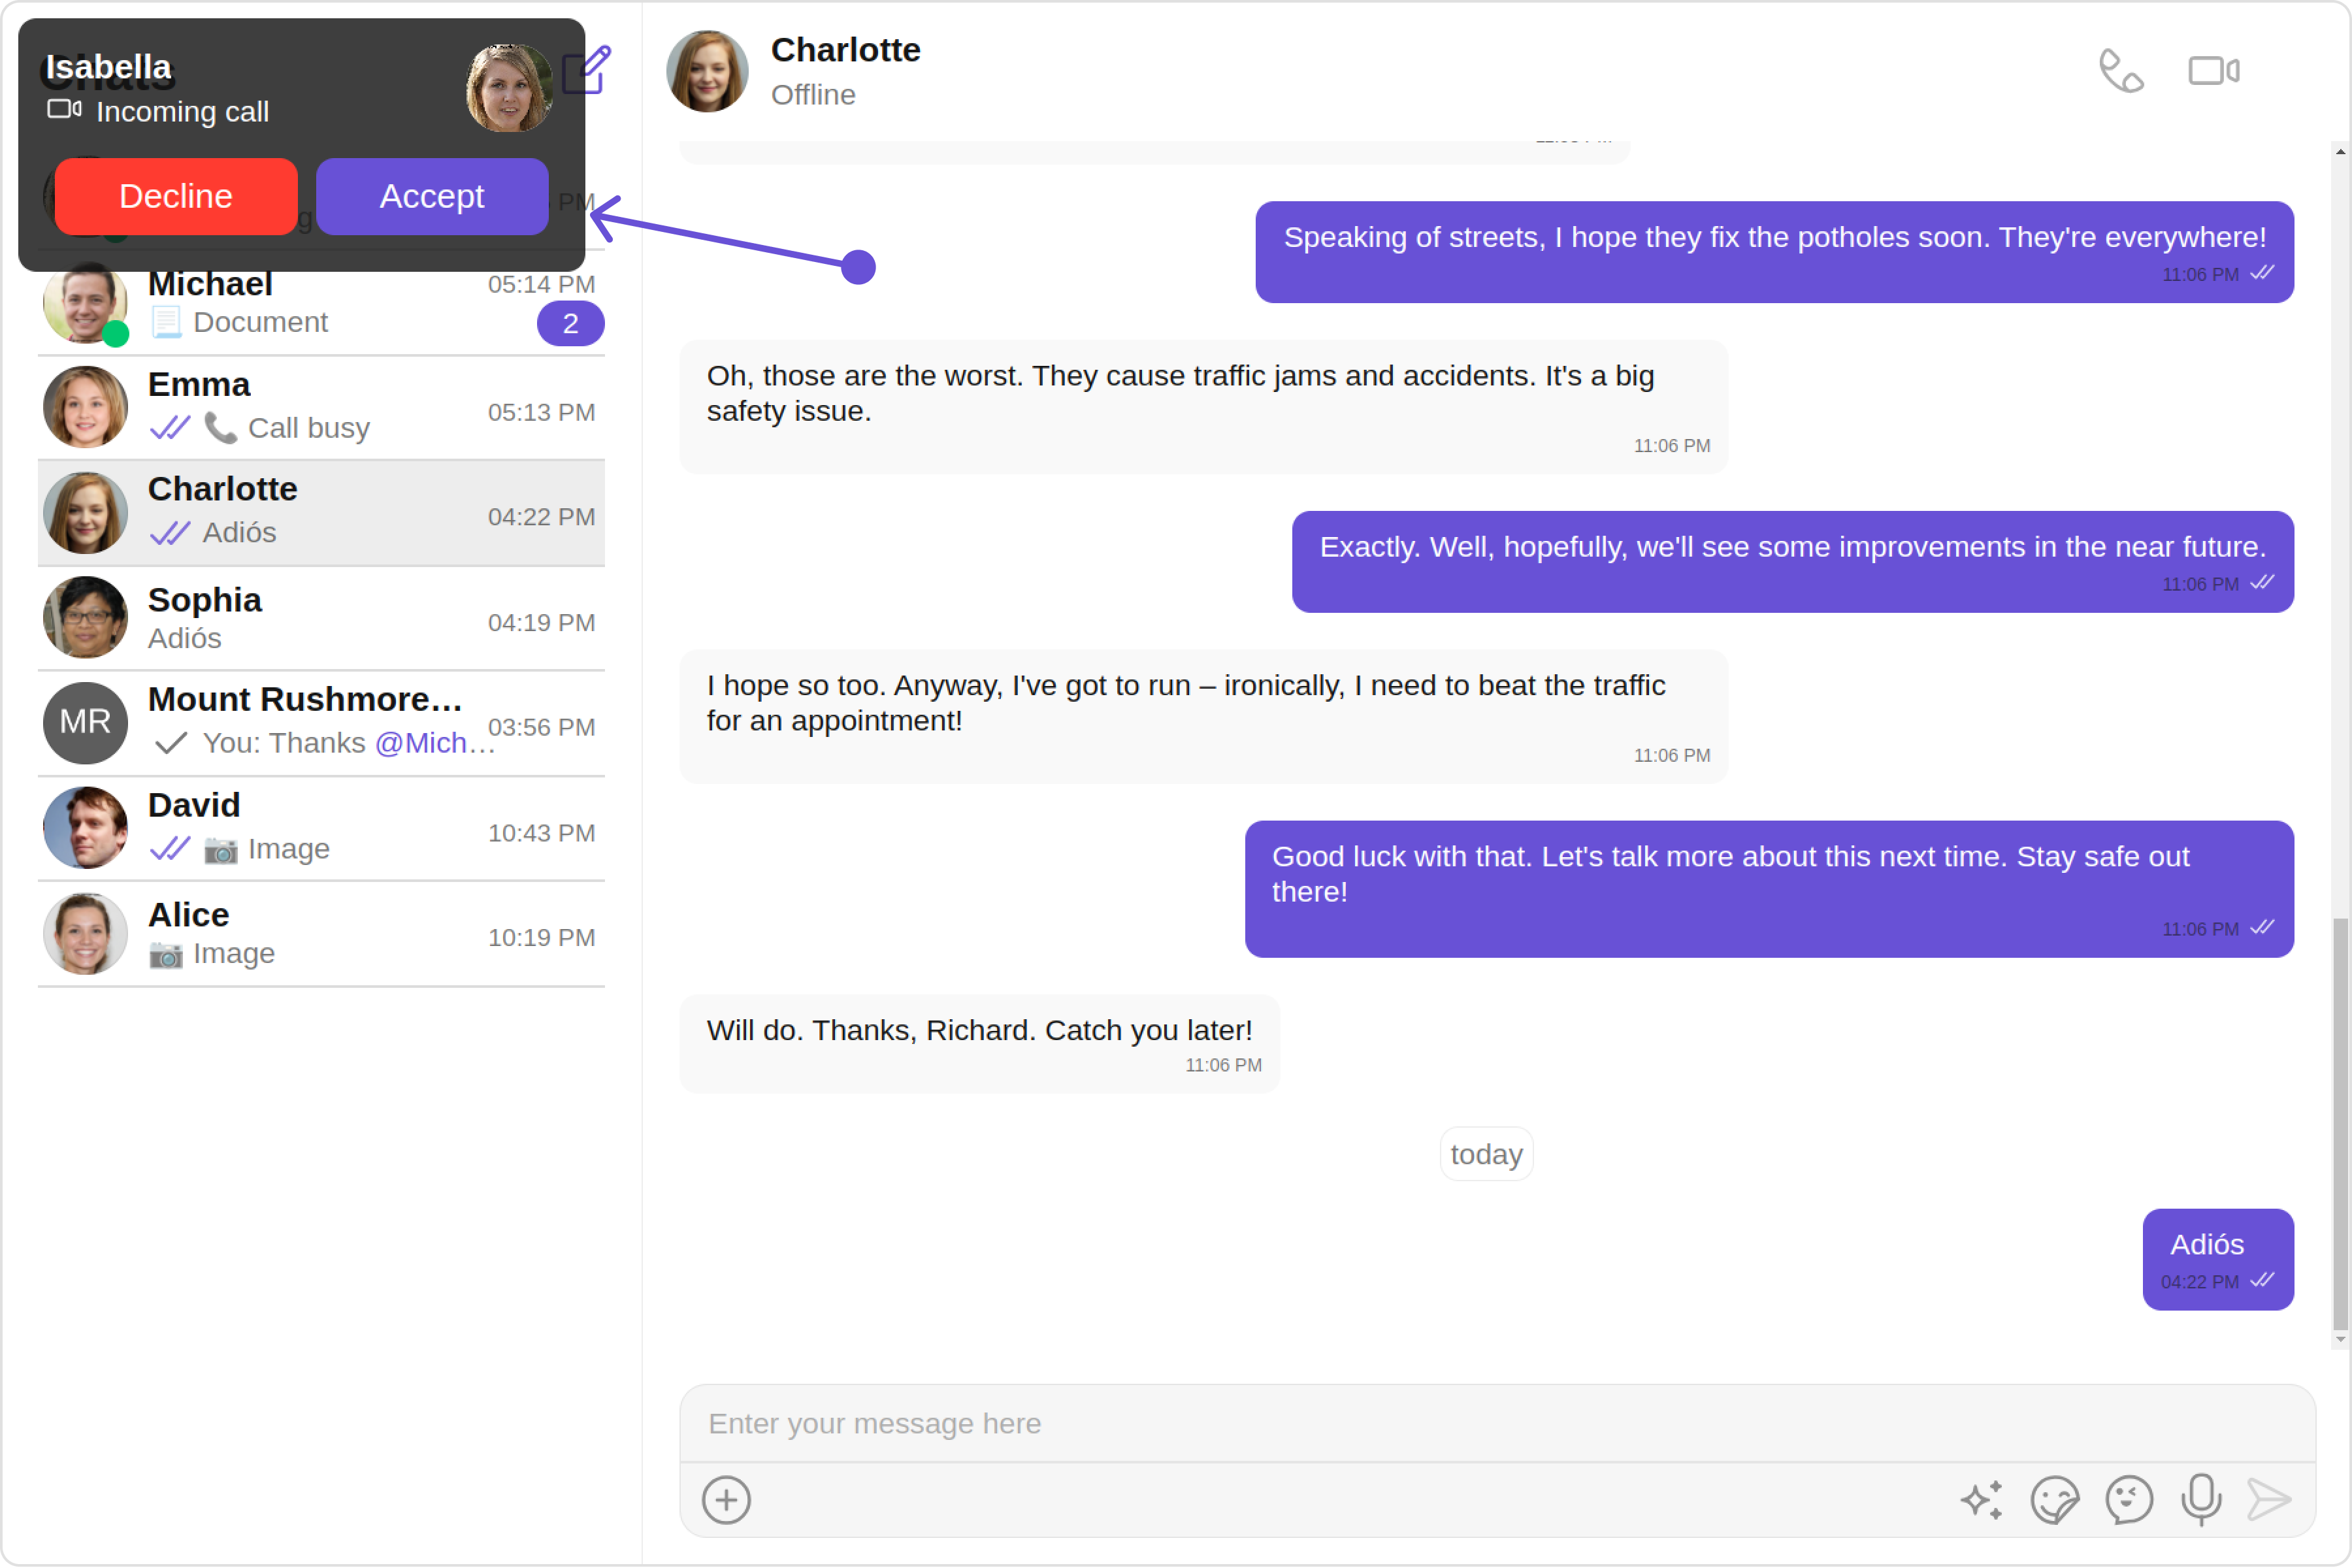 Chats
Isabella
Incoming call
Decline
Accept
PM
g
Michael
05:14 PM
Document
2
Emma
05:13 PM
Call busy
Charlotte
04:22 PM
Adiós
Sophia
04:19 PM
Adiós
MR
Mount Rushmore…
03:56 PM
You: Thanks @Mich…
David
10:43 PM
Image
Alice
10:19 PM
Image
Charlotte
Offline
Speaking of streets, I hope they fix the potholes soon. They're everywhere!
11:06 PM
Oh, those are the worst. They cause traffic jams and accidents. It's a big
safety issue.
11:06 PM
Exactly. Well, hopefully, we'll see some improvements in the near future.
11:06 PM
I hope so too. Anyway, I've got to run – ironically, I need to beat the traffic
for an appointment!
11:06 PM
Good luck with that. Let's talk more about this next time. Stay safe out
there!
11:06 PM
Will do. Thanks, Richard. Catch you later!
11:06 PM
today
Adiós
04:22 PM
Enter your message here